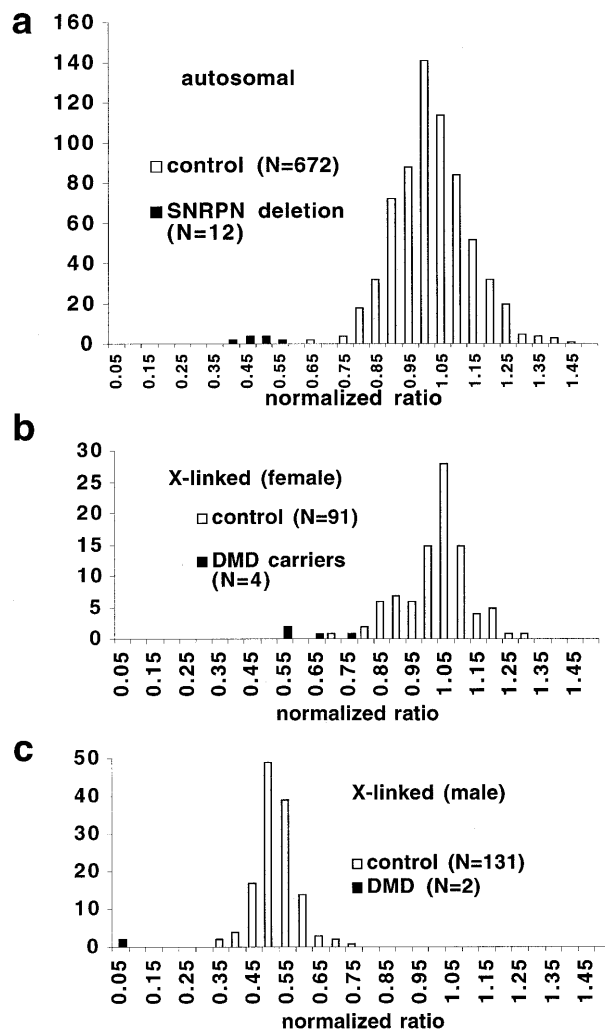 a
160
140
120
100
80
60
40
20
0
autosomal
control (N=672)
SNRPN deletion
(N=12)
0.05 0.15 0.25 0.35 0.45 0.55 0.65 0.75 0.85 0.95 1.05 1.15 1.25 1.35 1.45
normalized ratio
b
30
25
20
15
10
5
0
X-linked (female)
control (N=91)
DMD carriers
(N=4)
0.05 0.15 0.25 0.35 0.45 0.55 0.65 0.75 0.85 0.95 1.05 1.15 1.25 1.35 1.45
normalized ratio
c
50
40
30
20
10
0
X-linked (male)
control (N=131)
DMD (N=2)
0.05 0.15 0.25 0.35 0.45 0.55 0.65 0.75 0.85 0.95 1.05 1.15 1.25 1.35 1.45
normalized ratio